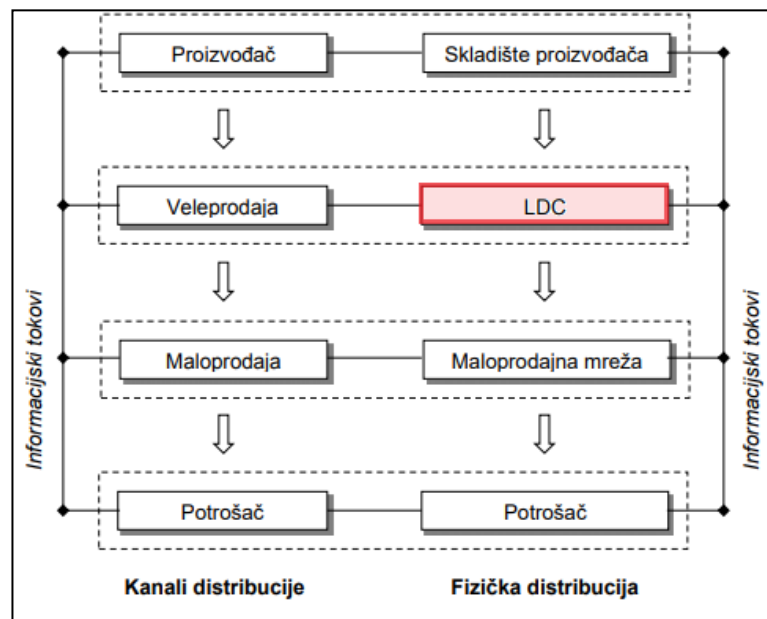 Proizvođač
Skladište proizvođača
Veleprodaja
LDC
Informacijski tokovi
Informacijski tokovi
Maloprodaja
Maloprodajna mreža
Potrošač
Potrošač
Kanali distribucije
Fizička distribucija